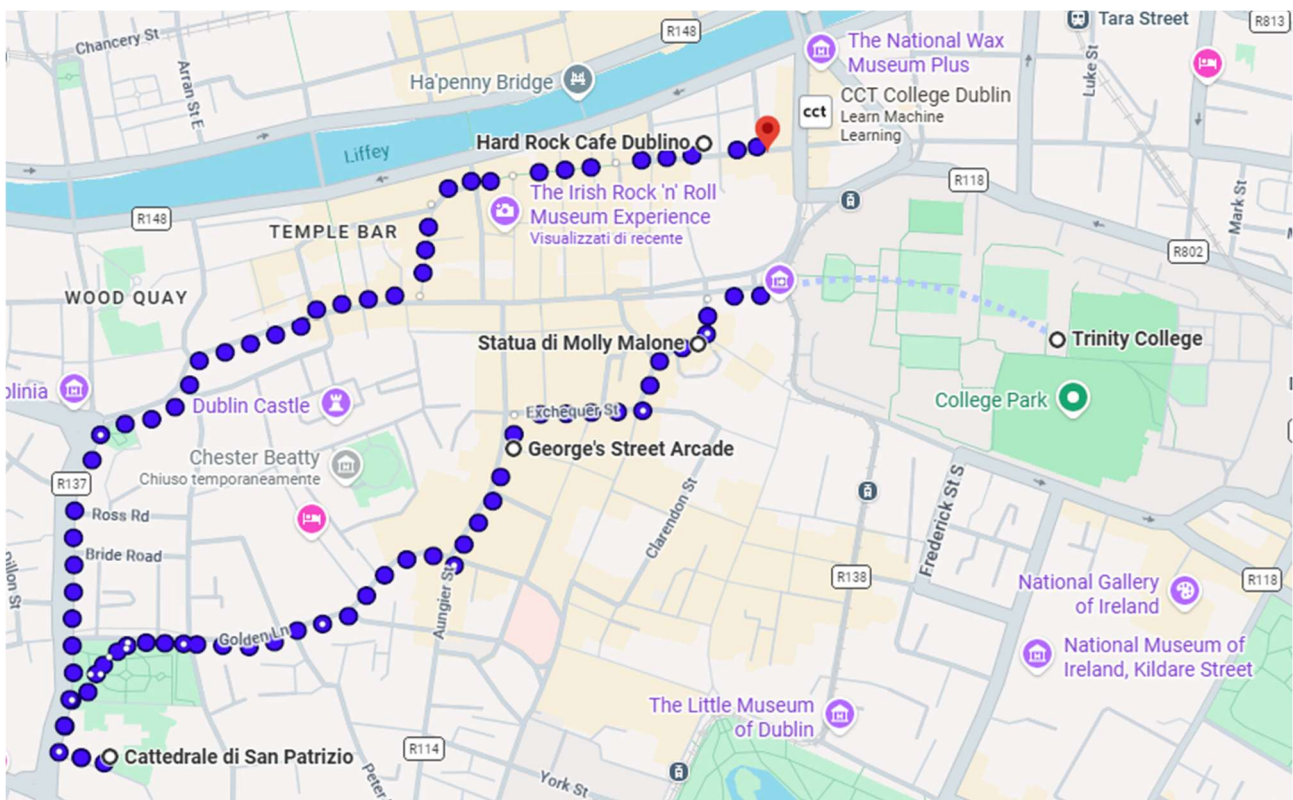 Tara Street
R813
R148
Chancery St
The National Wax
Museum Plus
Luke St
Arran St E
Ha'penny Bridge
cct
CCT College Dublin
Learn Machine
Learning
Hard Rock Cafe Dublino
Liffey
R118
Mark St
The Irish Rock 'n' Roll
Museum Experience
Visualizzati di recente
R148
TEMPLE BAR
R802
WOOD QUAY
Statua di Molly Malone
Trinity College
olinia
Dublin Castle
College Park
Exchequer St
George's Street Arcade
Chester Beatty
Chiuso temporaneamente
R137
Ross Rd
Clarendon St
Frederick St S
Bride Road
Dillon St
R138
R118
National Gallery
of Ireland
Aungier St
Golden Ln
National Museum of
Ireland, Kildare Street
The Little Museum
of Dublin
Cattedrale di San Patrizio
R114
Peter
York St